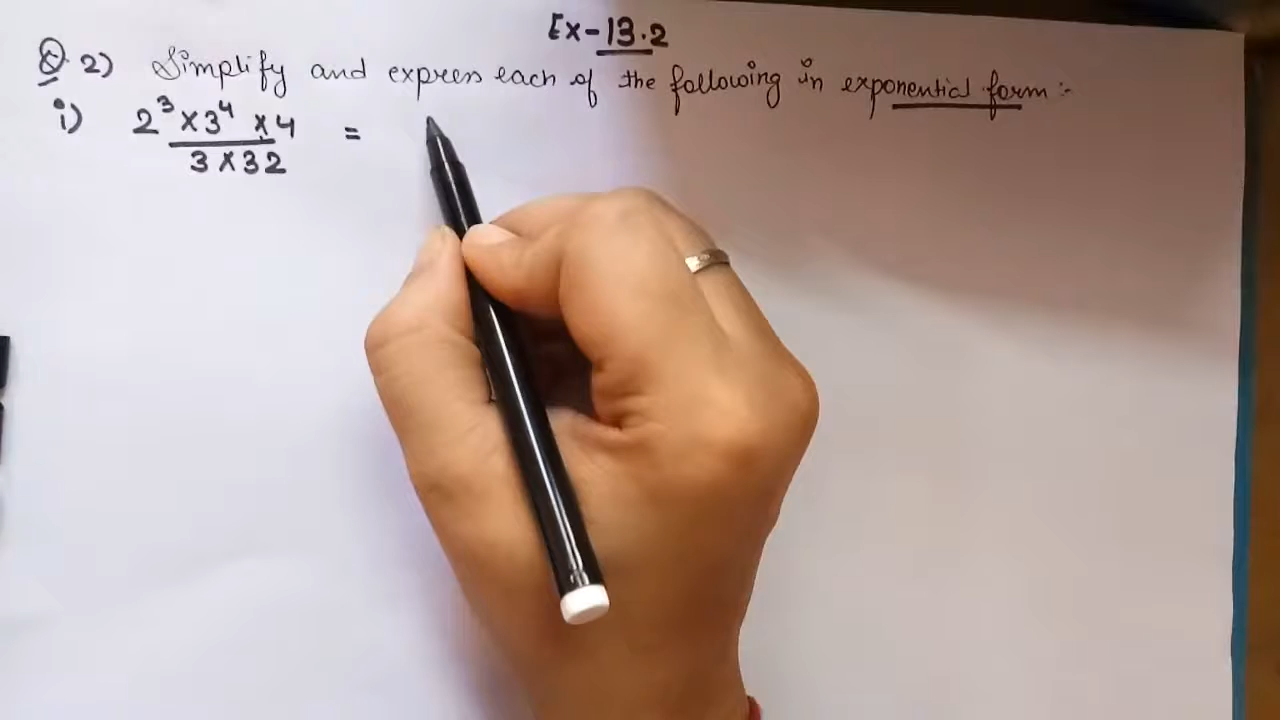 Ex-13.2
Q. 2) Simplify and express each of the following in exponential form :-
i) 2³ × 3⁴ × 4 =
3 × 32